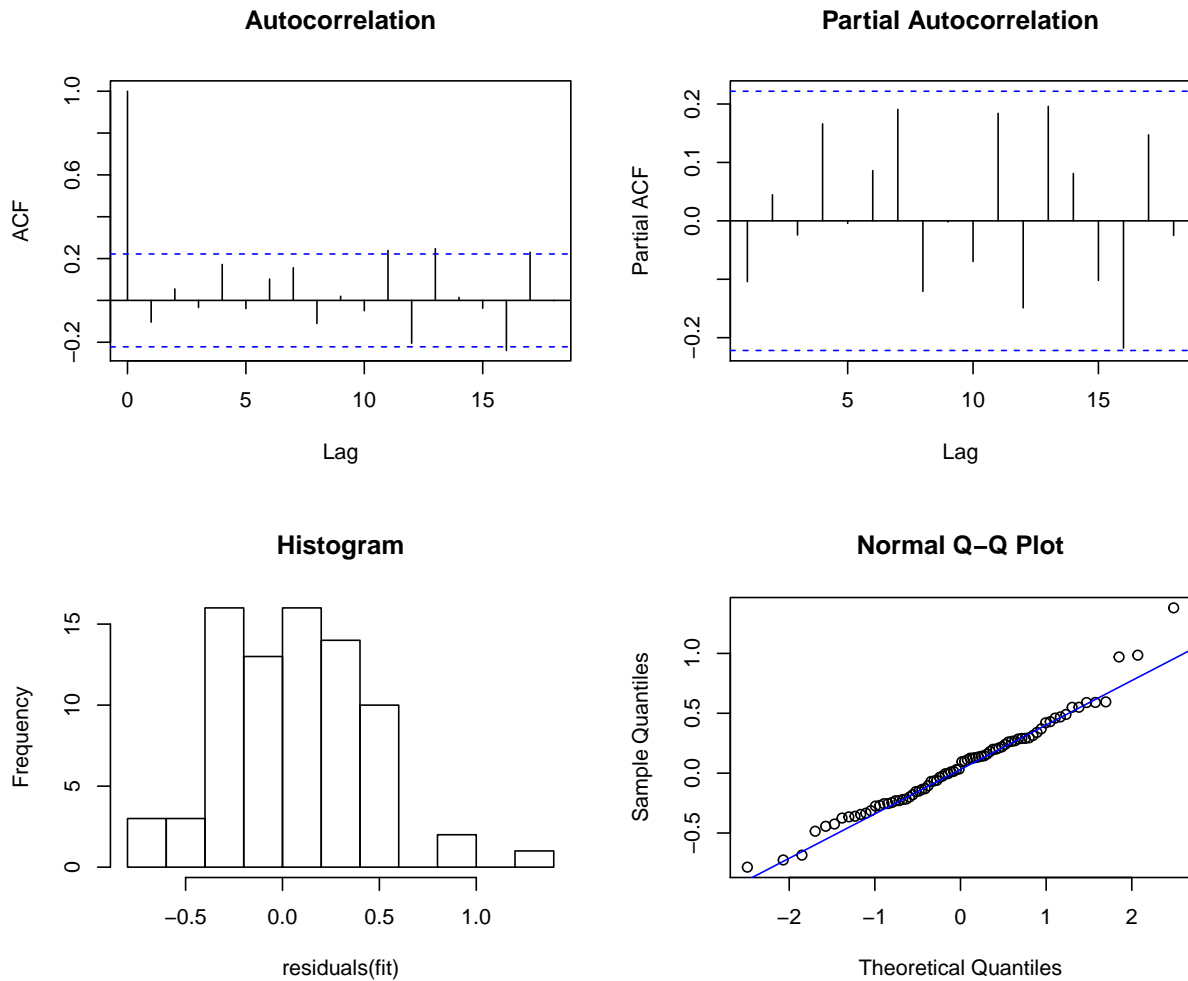 Autocorrelation
ACF
1.0
0.6
0.2
−0.2
0
5
10
15
Lag
Partial Autocorrelation
Partial ACF
0.2
0.1
0.0
−0.2
5
10
15
Lag
Histogram
Frequency
15
10
5
0
−0.5
0.0
0.5
1.0
residuals(fit)
Normal Q−Q Plot
Sample Quantiles
1.0
0.5
0.0
−0.5
−2
−1
0
1
2
Theoretical Quantiles